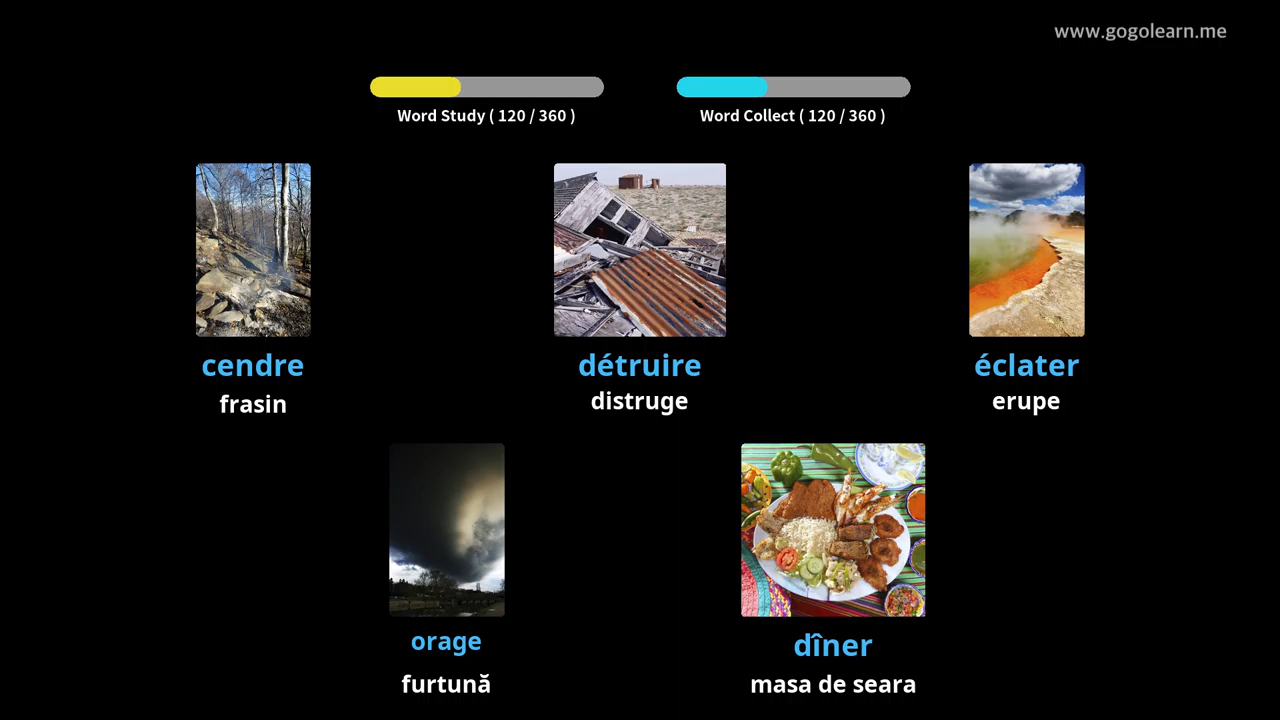 www.gogolearn.me
Word Study ( 120 / 360 )
Word Collect ( 120 / 360 )
cendre
frasin
détruire
distruge
éclater
erupe
orage
furtună
dîner
masa de seara